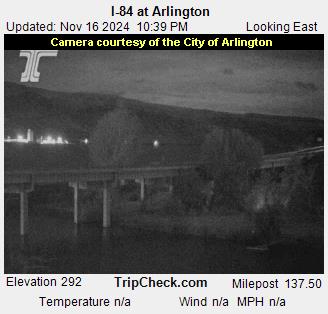 I-84 at Arlington
Updated: Nov 16 2024 10:39 PM Looking East
Camera courtesy of the City of Arlington
Elevation 292 TripCheck.com Milepost 137.50
Temperature n/a Wind n/a MPH n/a